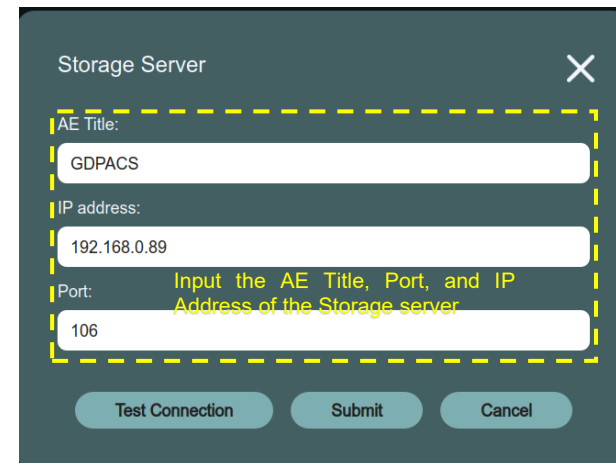 Storage Server
AE Title:
GDPACS
IP address:
192.168.0.89
Input the AE Title, Port, and IP
Port:
Address of the Storage server
106
Test Connection Submit Cancel